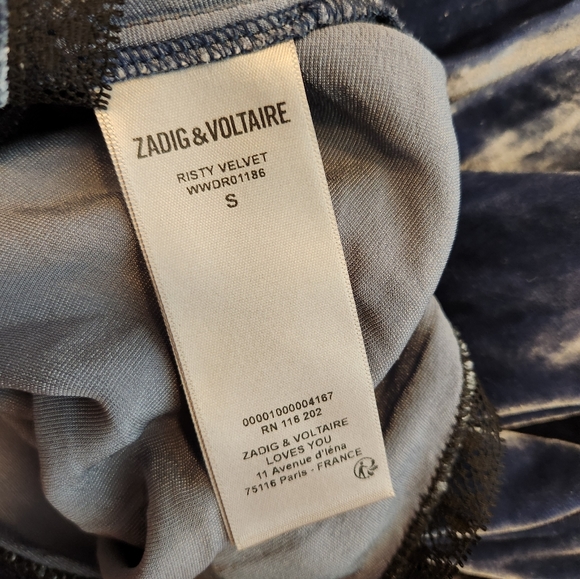 ZADIG&VOLTAIRE
RISTY VELVET
WWDR01186
S
00001000004167
RN 116 202
ZADIG & VOLTAIRE
LOVES YOU
11 Avenue d'Iéna
75116 Paris - FRANCE